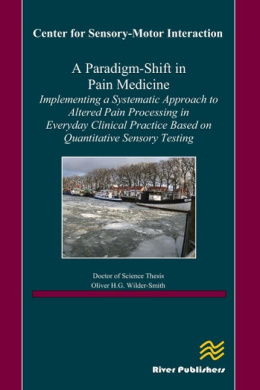 Center for Sensory-Motor Interaction
A Paradigm-Shift in
Pain Medicine
Implementing a Systematic Approach to
Altered Pain Processing in
Everyday Clinical Practice Based on
Quantitative Sensory Testing
Doctor of Science Thesis
Oliver H.G. Wilder-Smith
River Publishers